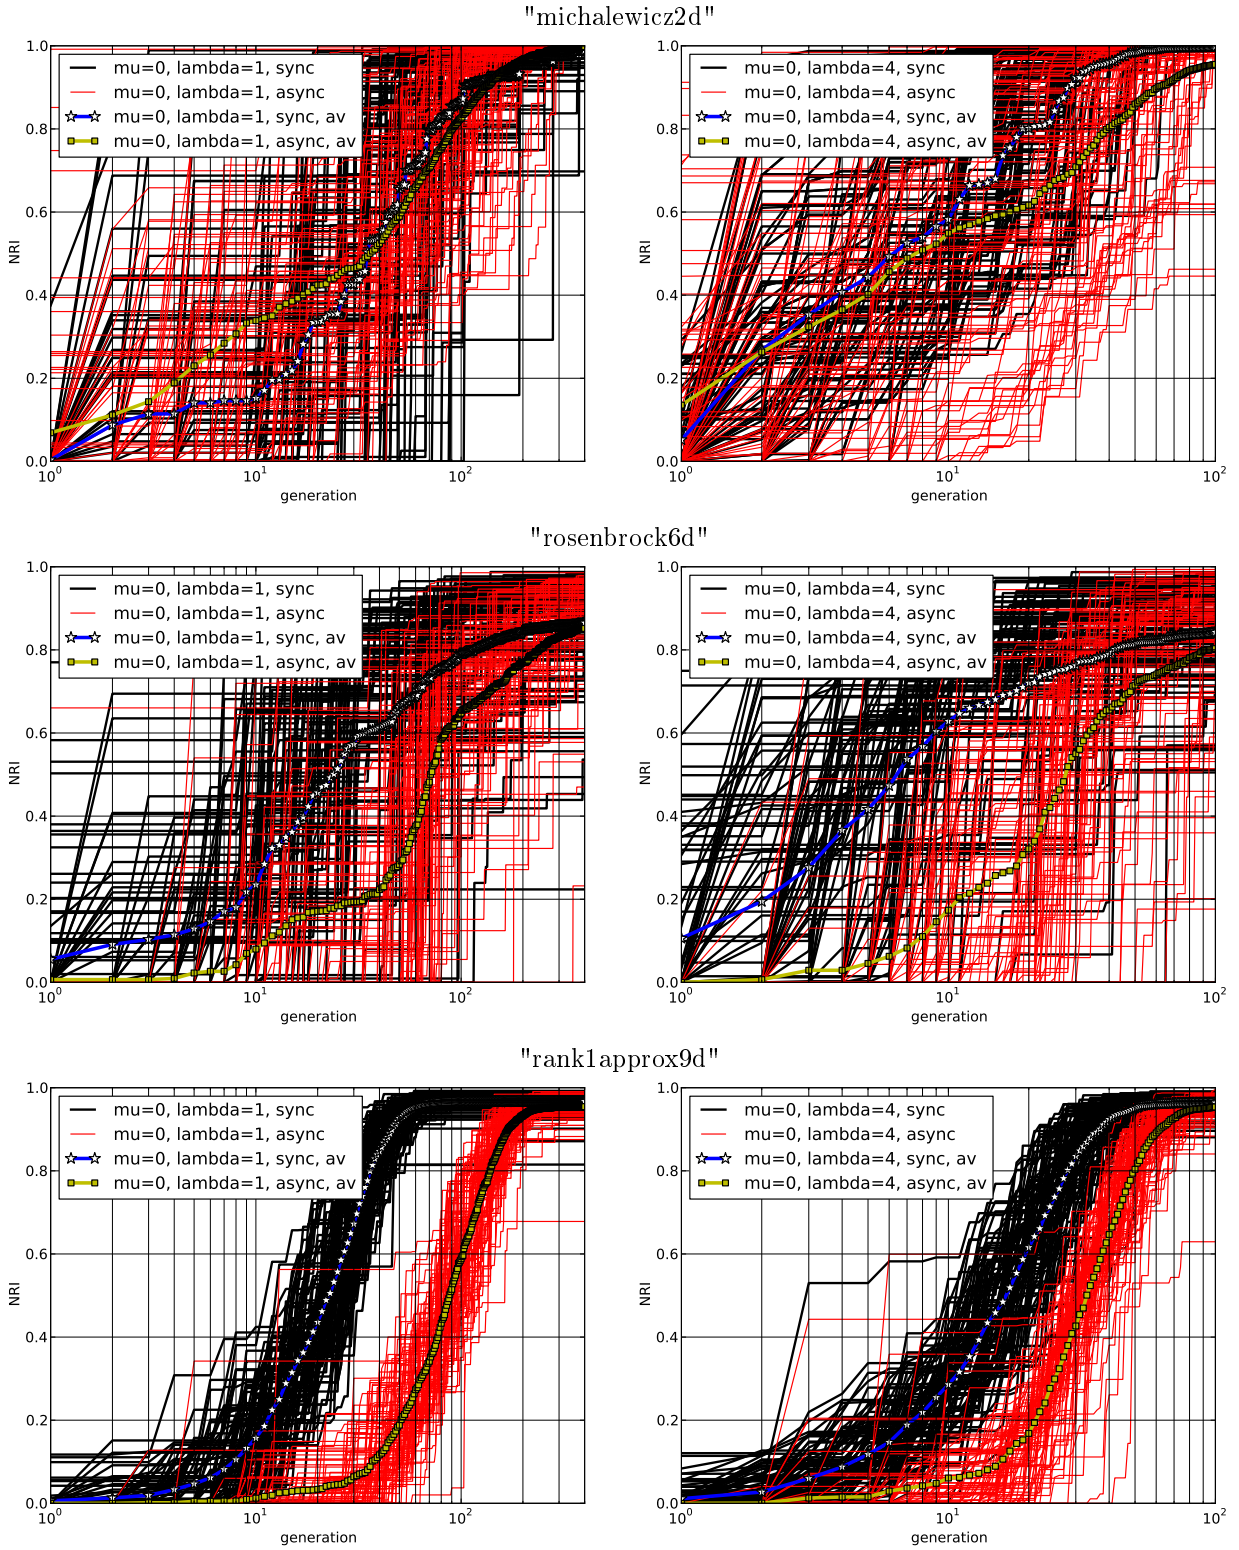 "michalewicz2d"
1.0
0.8
0.6
0.4
0.2
0.0
NRI
mu=0, lambda=1, sync
mu=0, lambda=1, async
mu=0, lambda=1, sync, av
mu=0, lambda=1, async, av
10^0
10^1
10^2
generation
1.0
0.8
0.6
0.4
0.2
0.0
NRI
mu=0, lambda=4, sync
mu=0, lambda=4, async
mu=0, lambda=4, sync, av
mu=0, lambda=4, async, av
10^0
10^1
10^2
generation
"rosenbrock6d"
1.0
0.8
0.6
0.4
0.2
0.0
NRI
mu=0, lambda=1, sync
mu=0, lambda=1, async
mu=0, lambda=1, sync, av
mu=0, lambda=1, async, av
10^0
10^1
10^2
generation
1.0
0.8
0.6
0.4
0.2
0.0
NRI
mu=0, lambda=4, sync
mu=0, lambda=4, async
mu=0, lambda=4, sync, av
mu=0, lambda=4, async, av
10^0
10^1
10^2
generation
"rank1approx9d"
1.0
0.8
0.6
0.4
0.2
0.0
NRI
mu=0, lambda=1, sync
mu=0, lambda=1, async
mu=0, lambda=1, sync, av
mu=0, lambda=1, async, av
10^0
10^1
10^2
generation
1.0
0.8
0.6
0.4
0.2
0.0
NRI
mu=0, lambda=4, sync
mu=0, lambda=4, async
mu=0, lambda=4, sync, av
mu=0, lambda=4, async, av
10^0
10^1
10^2
generation